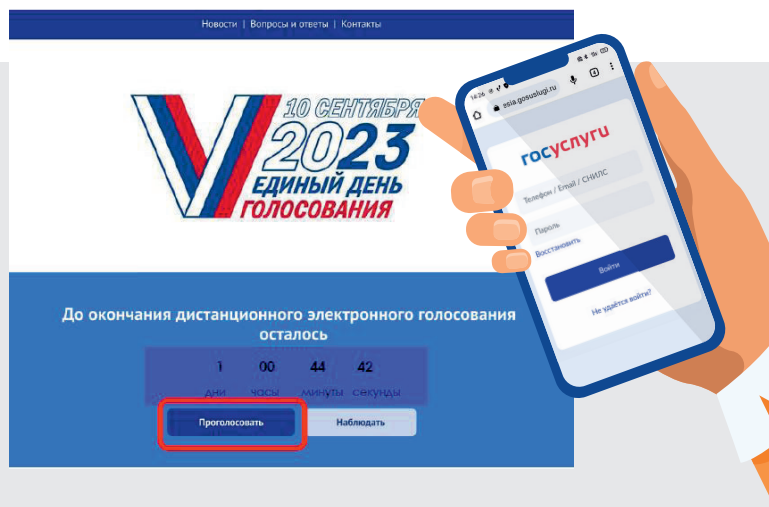 Новости | Вопросы и ответы | Контакты
10 СЕНТЯБРЯ
2023
ЕДИНЫЙ ДЕНЬ
ГОЛОСОВАНИЯ
До окончания дистанционного электронного голосования
осталось
1 00 44 42
дни часы минуты секунды
Проголосовать Наблюдать
14:26
esia.gosuslugi.ru
госуслуги
Телефон / Email / СНИЛС
Пароль
Восстановить
Войти
Не удаётся войти?